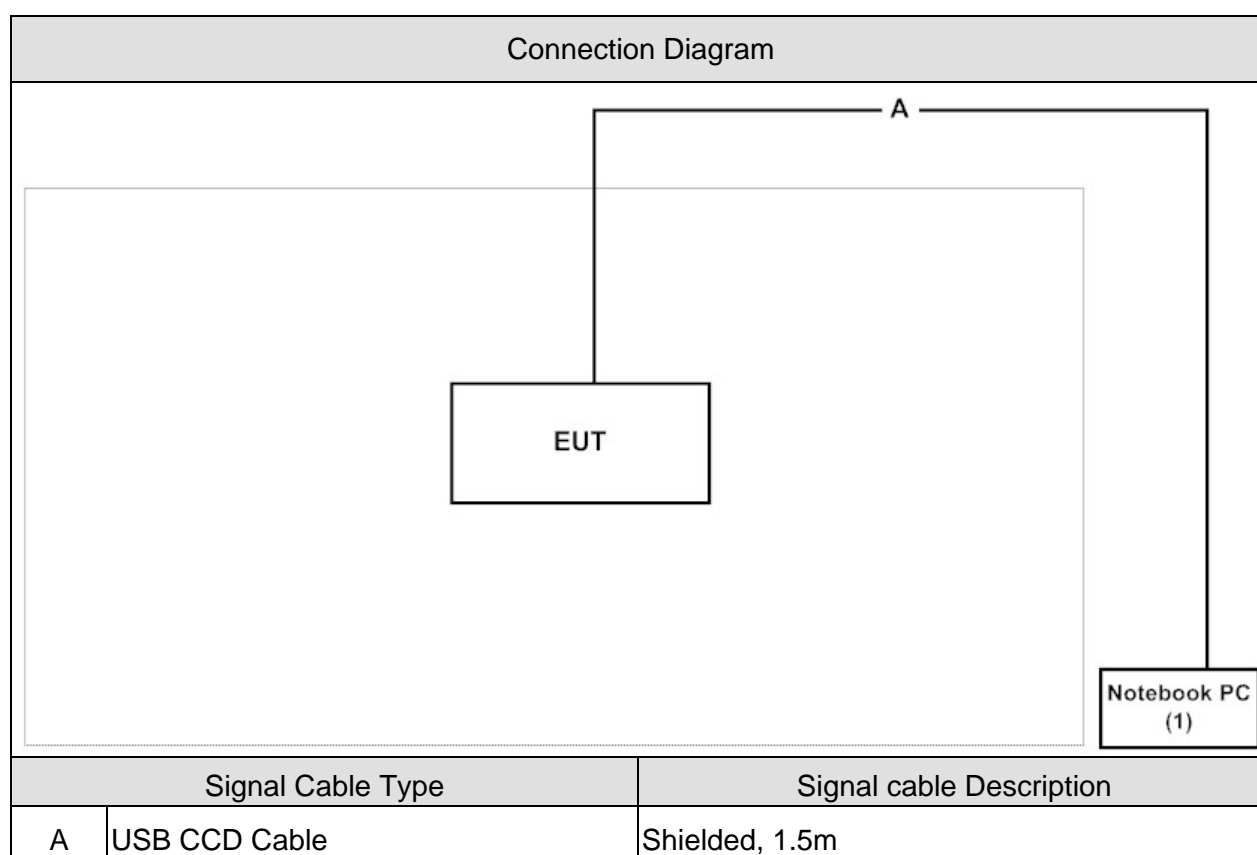 Connection Diagram
A
EUT
Notebook PC
(1)
Signal Cable Type Signal cable Description
A USB CCD Cable Shielded, 1.5m